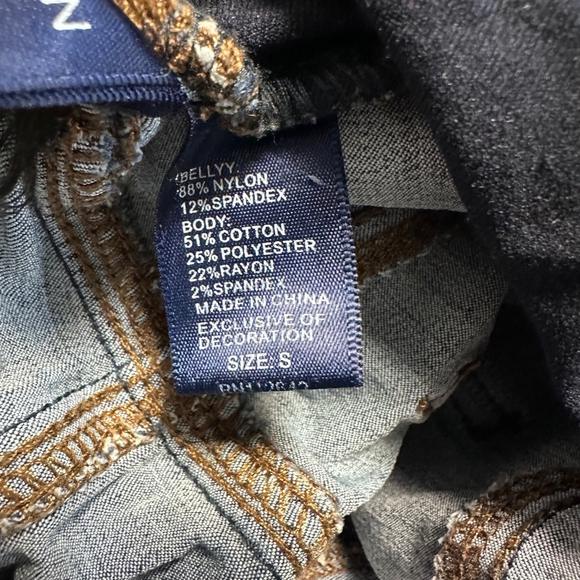 N
BELLYY:
88% NYLON
12%SPANDEX
BODY:
51% COTTON
25% POLYESTER
22%RAYON
2%SPANDEX
MADE IN CHINA
EXCLUSIVE OF
DECORATION
SIZE: S